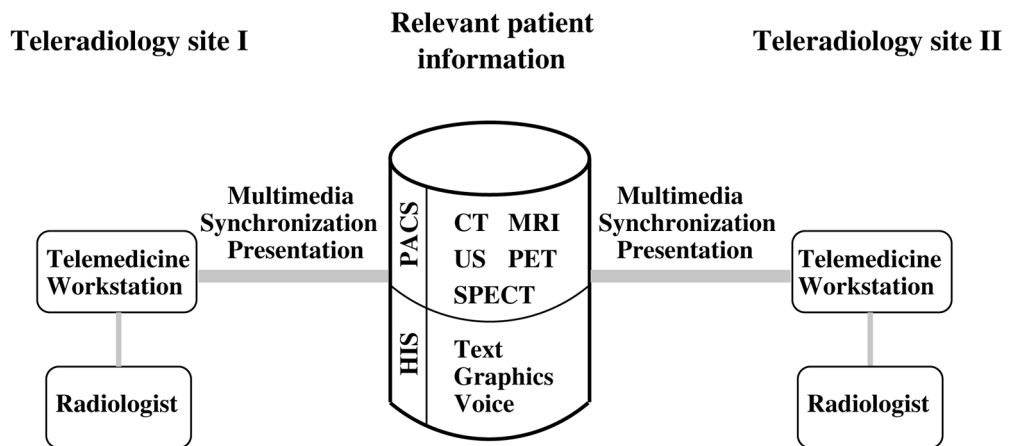 Teleradiology site I
Relevant patient
information
Teleradiology site II
Multimedia
Synchronization
Presentation
Telemedicine
Workstation
Radiologist
PACS
CT MRI
US PET
SPECT
HIS
Text
Graphics
Voice
Multimedia
Synchronization
Presentation
Telemedicine
Workstation
Radiologist